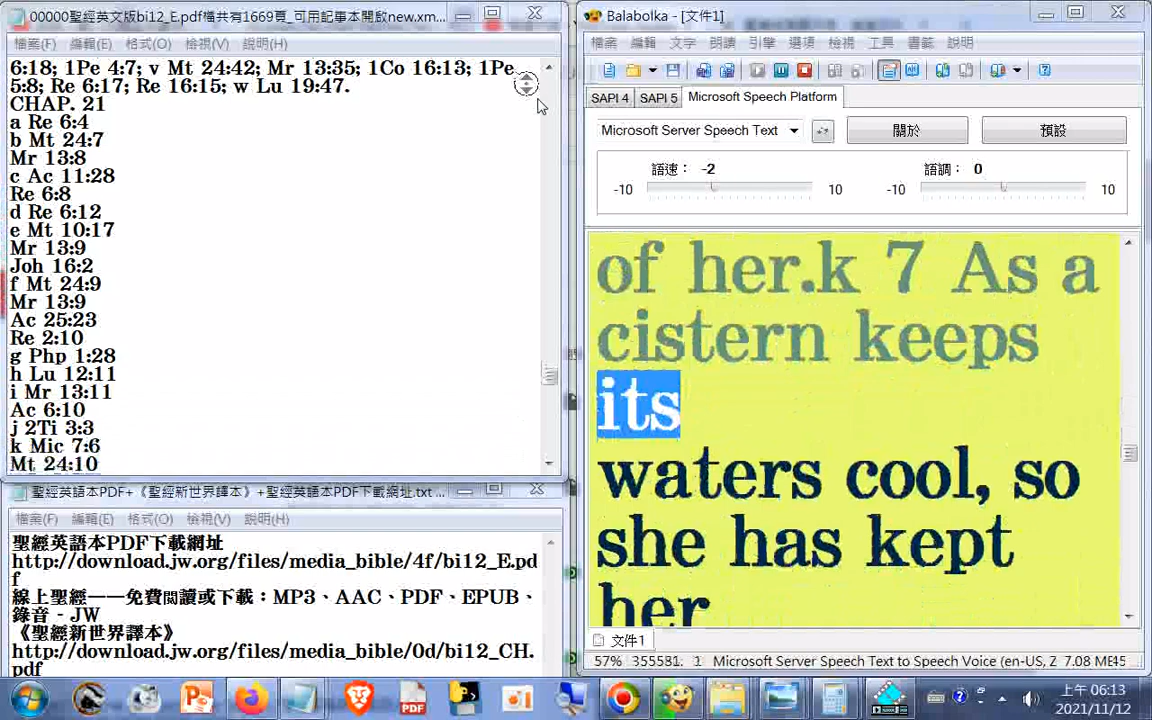 00000聖經英文版bi12_E.pdf檔共有1669頁_可用記事本開啟new.xm...
檔案(F) 編輯(E) 格式(O) 檢視(V) 說明(H)
6:18; 1Pe 4:7; v Mt 24:42; Mr 13:35; 1Co 16:13; 1Pe
5:8; Re 6:17; Re 16:15; w Lu 19:47.
CHAP. 21
a Re 6:4
b Mt 24:7
Mr 13:8
c Ac 11:28
Re 6:8
d Re 6:12
e Mt 10:17
Mr 13:9
Joh 16:2
f Mt 24:9
Mr 13:9
Ac 25:23
Re 2:10
g Php 1:28
h Lu 12:11
i Mr 13:11
Ac 6:10
j 2Ti 3:3
k Mic 7:6
Mt 24:10
聖經英語本PDF+《聖經新世界譯本》+聖經英語本PDF下載網址.txt ...
檔案(F) 編輯(E) 格式(O) 檢視(V) 說明(H)
聖經英語本PDF下載網址
http://download.jw.org/files/media_bible/4f/bi12_E.pd
f
線上聖經——免費閱讀或下載：MP3、AAC、PDF、EPUB、
錄音 - JW
《聖經新世界譯本》
http://download.jw.org/files/media_bible/0d/bi12_CH.
pdf
Balabolka - [文件1]
檔案 編輯 文字 朗讀 引擎 選項 檢視 工具 書籤 說明
SAPI 4 SAPI 5 Microsoft Speech Platform
Microsoft Server Speech Text 關於 預設
語速： -2 語調： 0
-10 10 -10 10
of her.k 7 As a
cistern keeps
its
waters cool, so
she has kept
her
文件1
57% 355531: 1 Microsoft Server Speech Text to Speech Voice (en-US, Z 7.08 ME45
上午 06:13
2021/11/12